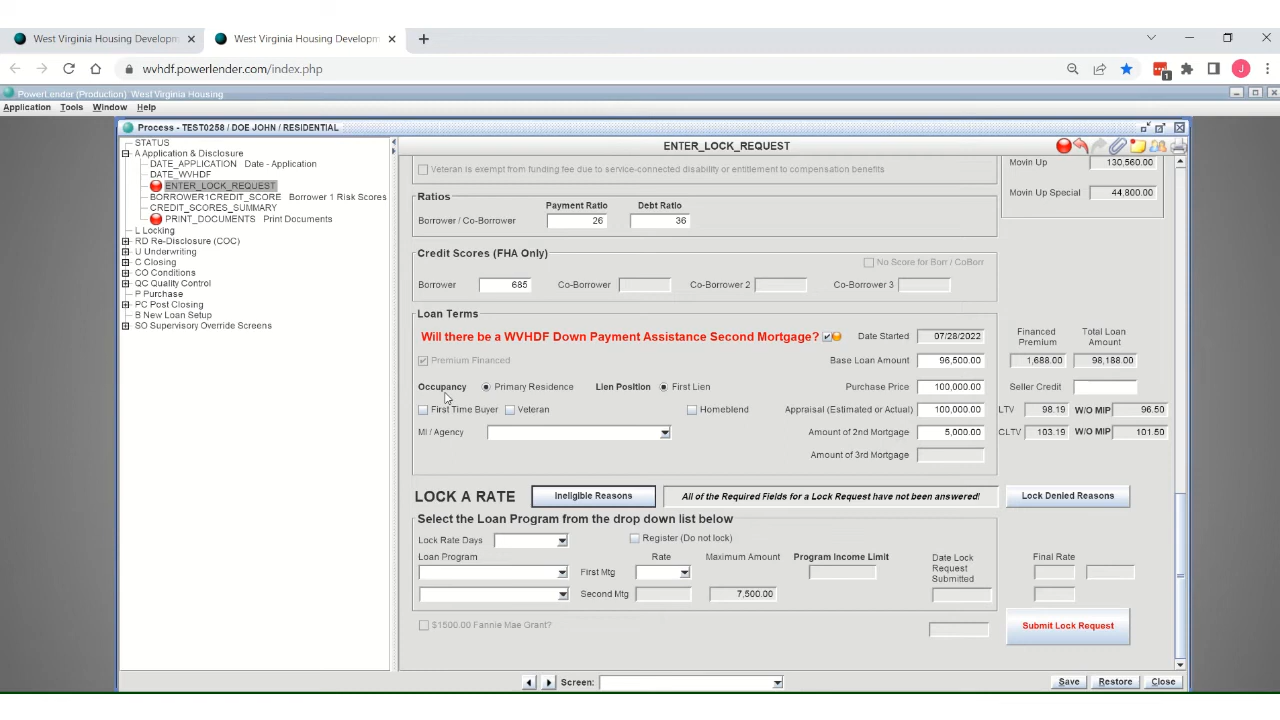 West Virginia Housing Developm
West Virginia Housing Developm
wvhdf.powerlender.com/index.php
1
J
PowerLender (Production) West Virginia Housing
Application Tools Window Help
Process - TEST0258 / DOE JOHN / RESIDENTIAL
STATUS
A Application & Disclosure
DATE_APPLICATION Date - Application
DATE_WVHDF
ENTER_LOCK_REQUEST
BORROWER1CREDIT_SCORE Borrower 1 Risk Scores
CREDIT_SCORES_SUMMARY
PRINT_DOCUMENTS Print Documents
L Locking
RD Re-Disclosure (COC)
U Underwriting
C Closing
CO Conditions
QC Quality Control
P Purchase
PC Post Closing
B New Loan Setup
SO Supervisory Override Screens
ENTER_LOCK_REQUEST
Movin Up 130,560.00
Veteran is exempt from funding fee due to service-connected disability or entitlement to compensation benefits
Movin Up Special 44,800.00
Ratios
Payment Ratio Debt Ratio
Borrower / Co-Borrower 26 36
Credit Scores (FHA Only)
No Score for Borr / CoBorr
Borrower 685 Co-Borrower Co-Borrower 2 Co-Borrower 3
Loan Terms
Will there be a WVHDF Down Payment Assistance Second Mortgage? Date Started 07/28/2022
Financed Premium Total Loan Amount
Premium Financed Base Loan Amount 96,500.00 1,688.00 98,188.00
Occupancy Primary Residence Lien Position First Lien Purchase Price 100,000.00 Seller Credit
First Time Buyer Veteran Homeblend Appraisal (Estimated or Actual) 100,000.00 LTV 98.19 W/O MIP 96.50
MI / Agency Amount of 2nd Mortgage 5,000.00 CLTV 103.19 W/O MIP 101.50
Amount of 3rd Mortgage
LOCK A RATE Ineligible Reasons All of the Required Fields for a Lock Request have not been answered! Lock Denied Reasons
Select the Loan Program from the drop down list below
Lock Rate Days Register (Do not lock)
Loan Program Rate Maximum Amount Program Income Limit Date Lock Request Submitted Final Rate
First Mtg
Second Mtg 7,500.00
$1500.00 Fannie Mae Grant? Submit Lock Request
Screen: Save Restore Close